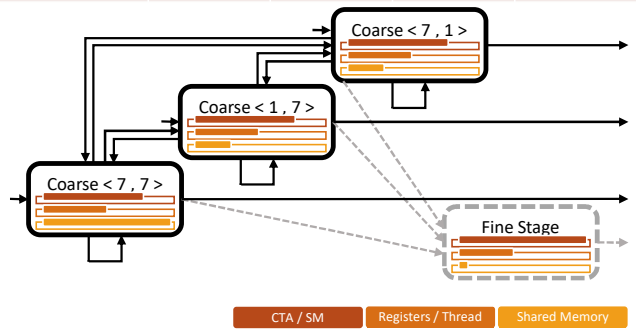 Coarse < 7 , 1 >
Coarse < 1 , 7 >
Coarse < 7 , 7 >
Fine Stage
CTA / SM
Registers / Thread
Shared Memory